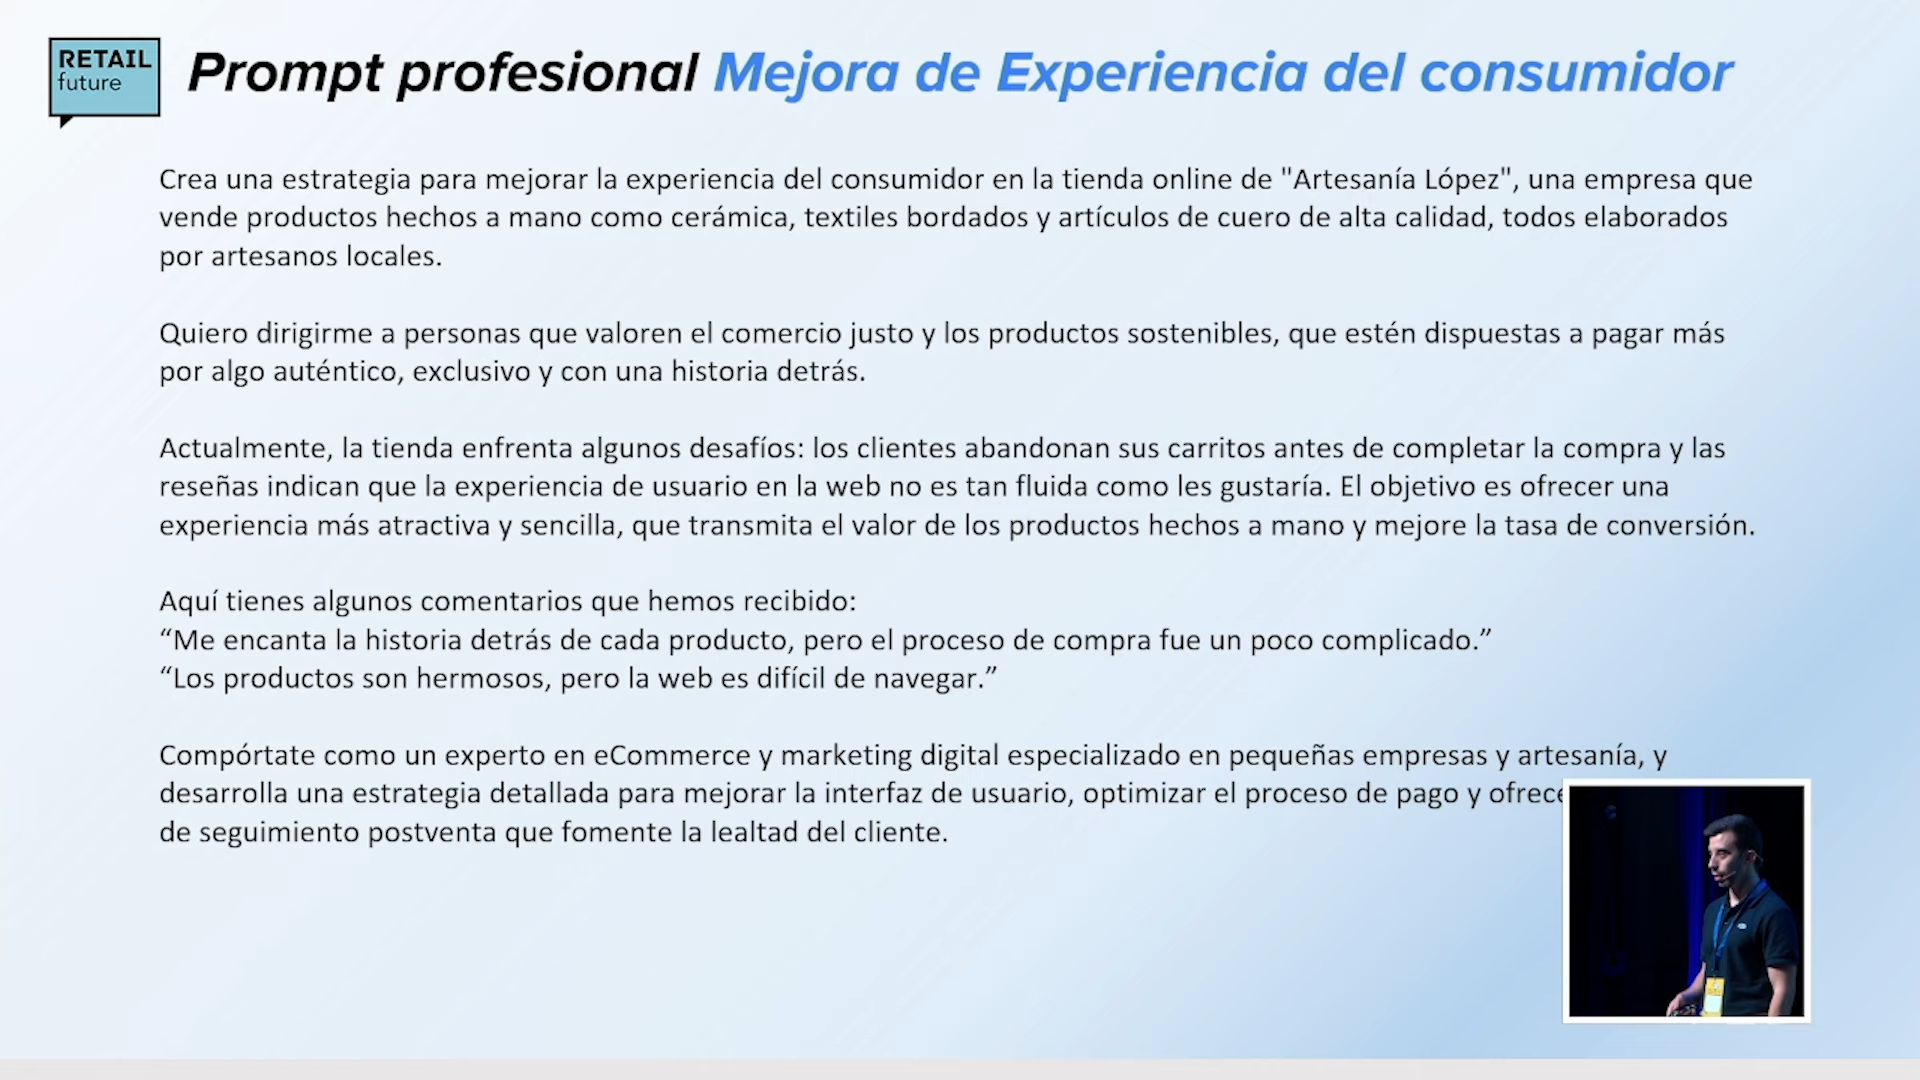 RETAIL
future
Prompt profesional Mejora de Experiencia del consumidor
Crea una estrategia para mejorar la experiencia del consumidor en la tienda online de "Artesanía López", una empresa que
vende productos hechos a mano como cerámica, textiles bordados y artículos de cuero de alta calidad, todos elaborados
por artesanos locales.
Quiero dirigirme a personas que valoren el comercio justo y los productos sostenibles, que estén dispuestas a pagar más
por algo auténtico, exclusivo y con una historia detrás.
Actualmente, la tienda enfrenta algunos desafíos: los clientes abandonan sus carritos antes de completar la compra y las
reseñas indican que la experiencia de usuario en la web no es tan fluida como les gustaría. El objetivo es ofrecer una
experiencia más atractiva y sencilla, que transmita el valor de los productos hechos a mano y mejore la tasa de conversión.
Aquí tienes algunos comentarios que hemos recibido:
“Me encanta la historia detrás de cada producto, pero el proceso de compra fue un poco complicado.”
“Los productos son hermosos, pero la web es difícil de navegar.”
Compórtate como un experto en eCommerce y marketing digital especializado en pequeñas empresas y artesanía, y
desarrolla una estrategia detallada para mejorar la interfaz de usuario, optimizar el proceso de pago y
de seguimiento postventa que fomente la lealtad del cliente.